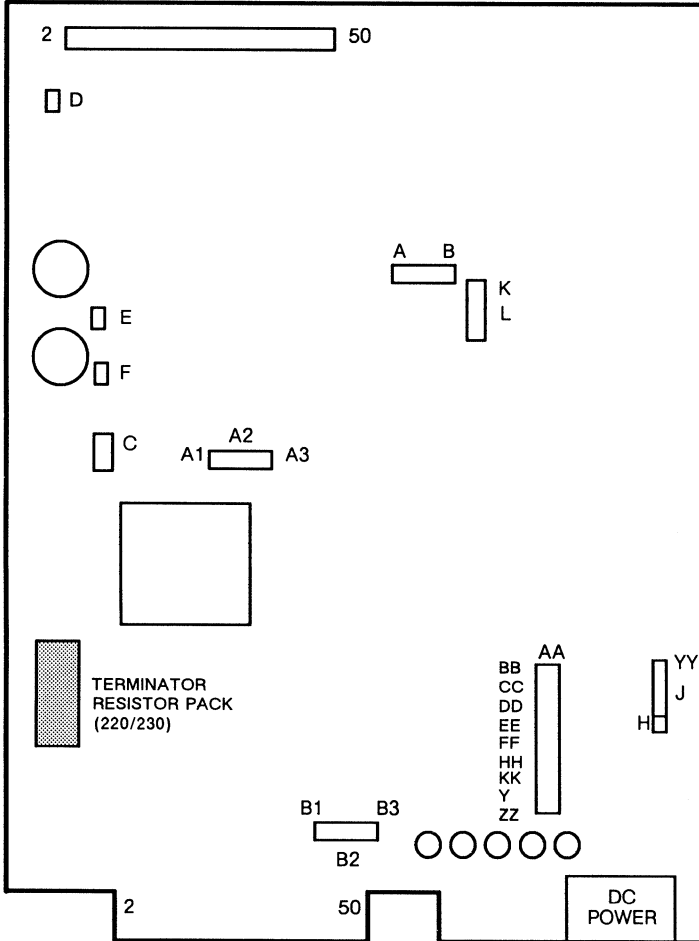 2 50
D
A B
K
L
E
F
C
A1 A2 A3
TERMINATOR
RESISTOR PACK
(220/230)
AA
BB
CC
DD
EE
FF
HH
KK
Y
ZZ
YY
J
H
B1 B3
B2
2 50
DC
POWER